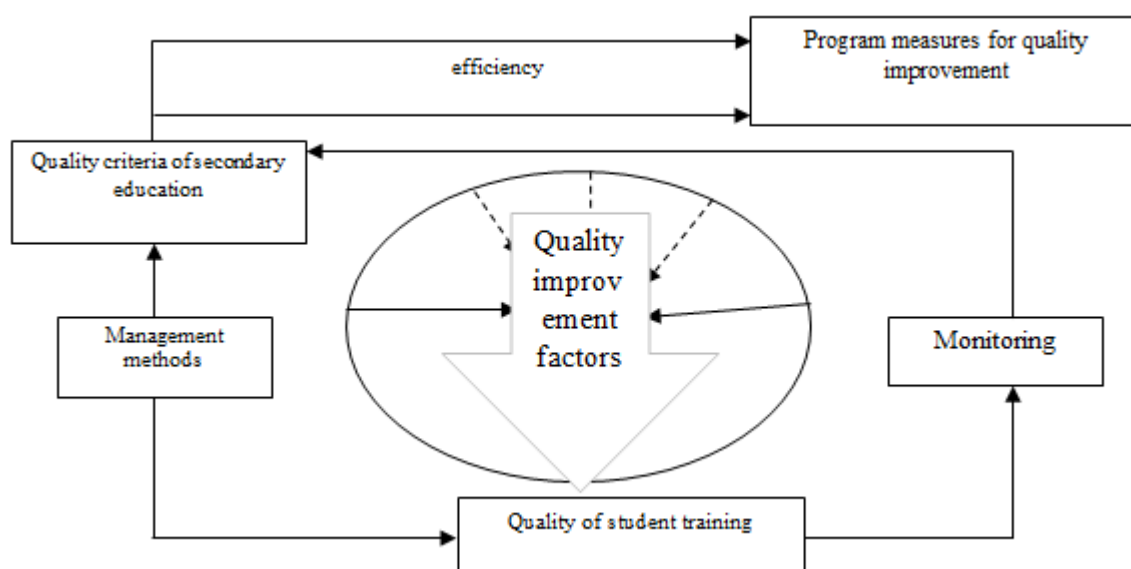 Program measures for quality
improvement
efficiency
Quality criteria of secondary
education
Quality
improv
ement
factors
Management
methods
Monitoring
Quality of student training